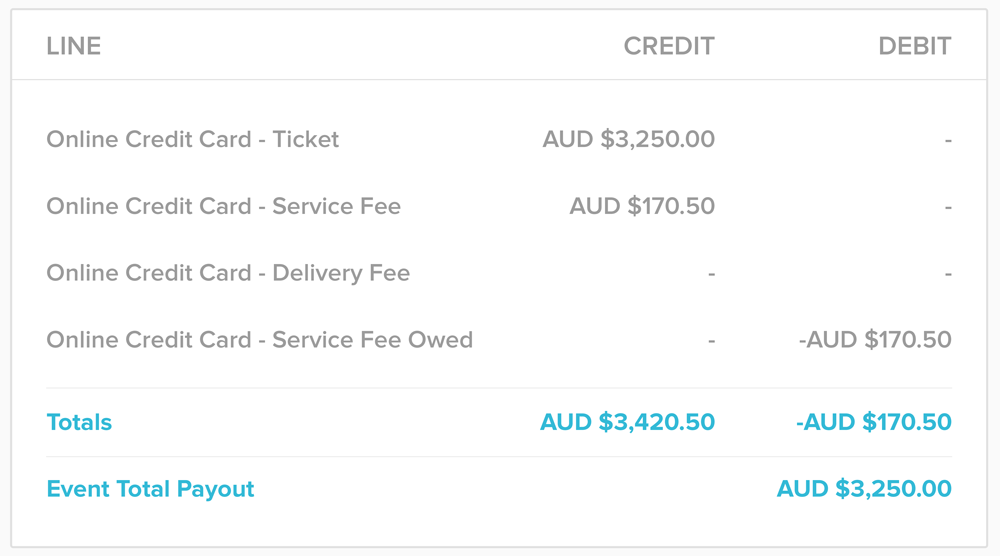 LINE CREDIT DEBIT
Online Credit Card - Ticket AUD $3,250.00 -
Online Credit Card - Service Fee AUD $170.50 -
Online Credit Card - Delivery Fee - -
Online Credit Card - Service Fee Owed - -AUD $170.50
Totals AUD $3,420.50 -AUD $170.50
Event Total Payout AUD $3,250.00